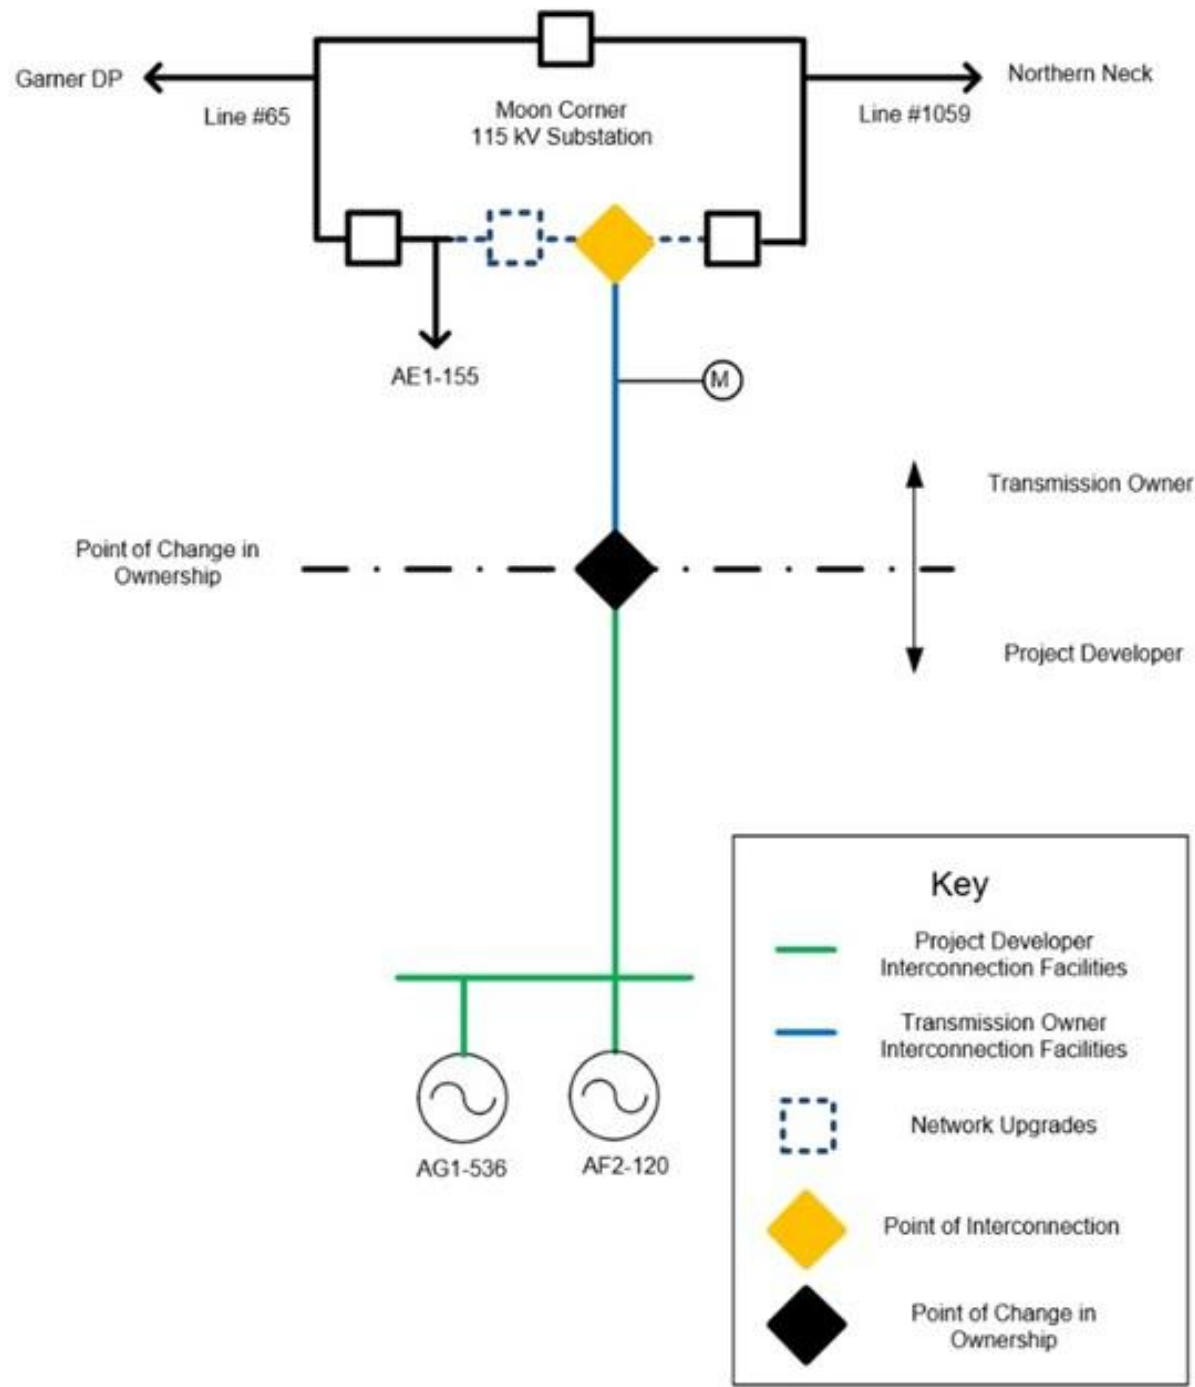 Garner DP
Line #65
Moon Corner
115 kV Substation
Northern Neck
Line #1059
AE1-155
M
Transmission Owner
Point of Change in
Ownership
Project Developer
AG1-536
AF2-120
Key
Project Developer
Interconnection Facilities
Transmission Owner
Interconnection Facilities
Network Upgrades
Point of Interconnection
Point of Change in
Ownership